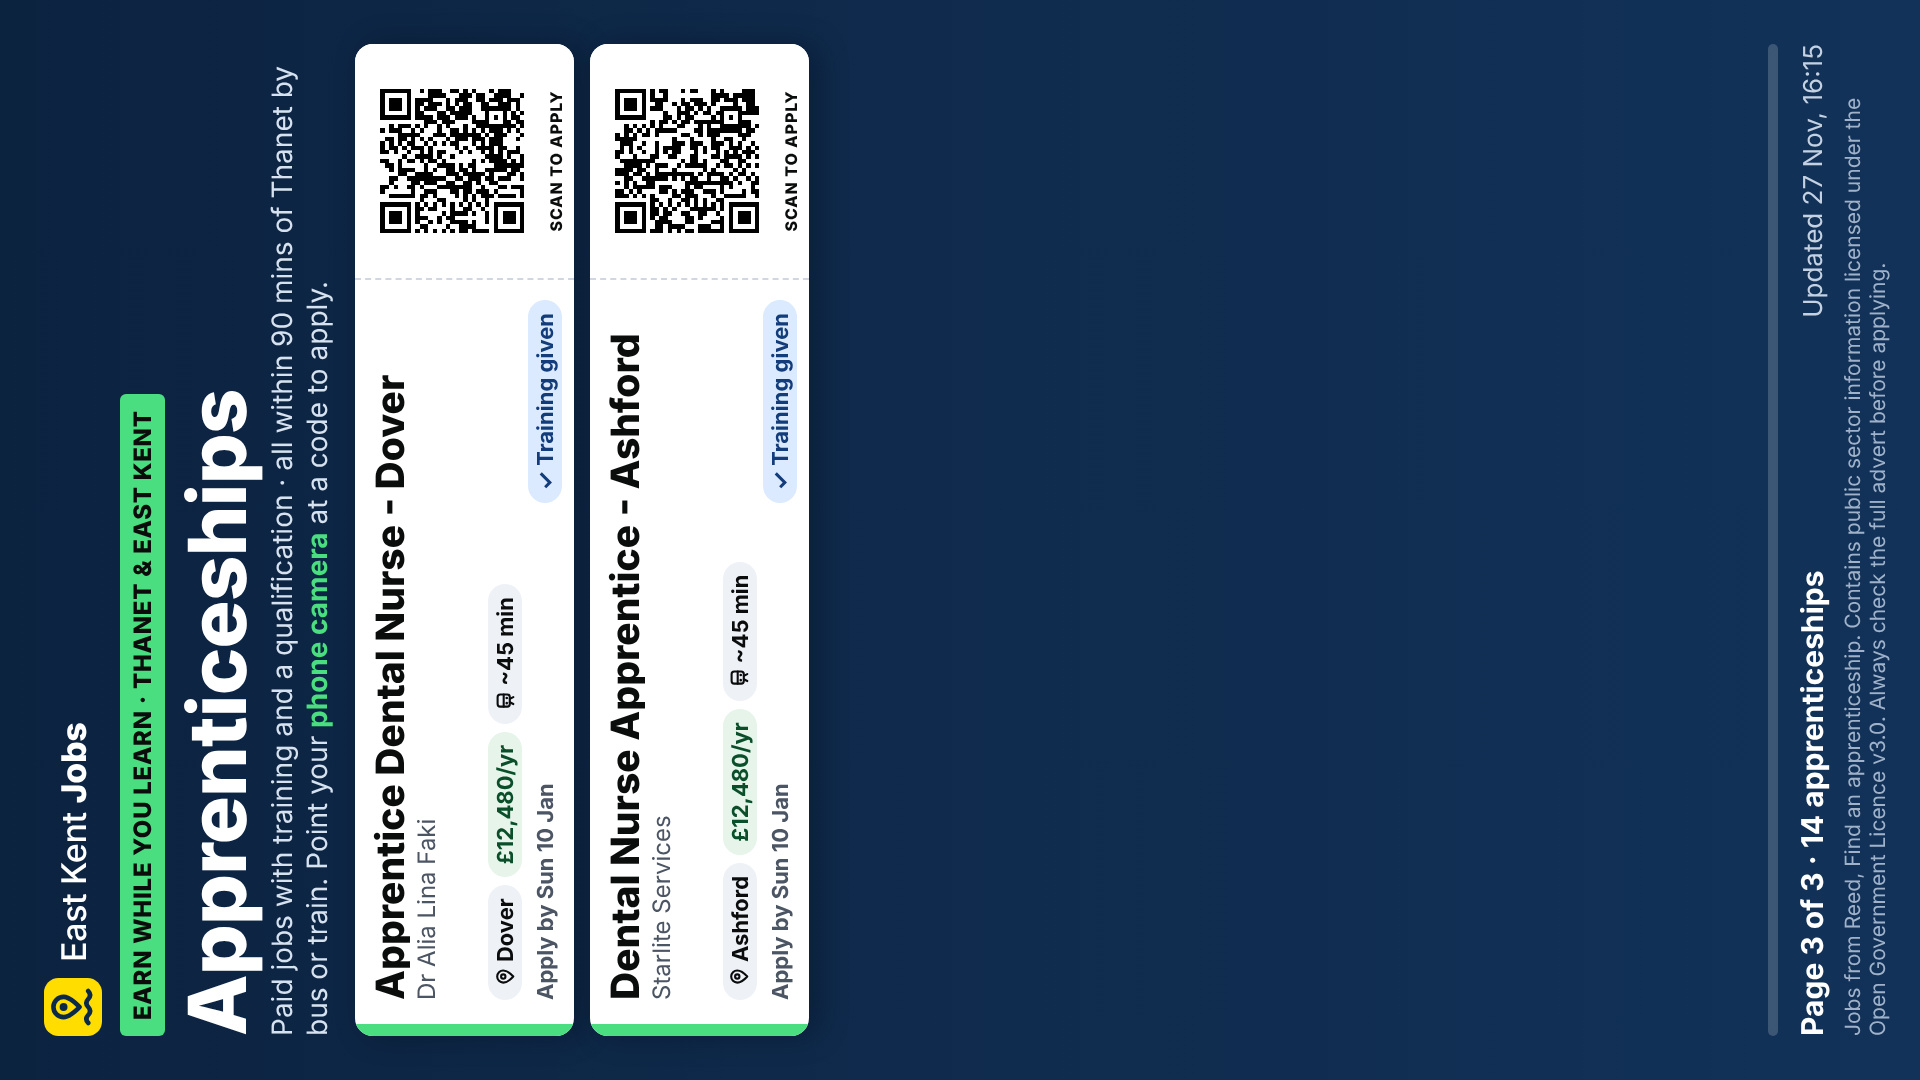 East Kent Jobs
EARN WHILE YOU LEARN · THANET & EAST KENT
Apprenticeships
Paid jobs with training and a qualification · all within 90 mins of Thanet by
bus or train. Point your phone camera at a code to apply.
Apprentice Dental Nurse - Dover
Dr Alia Lina Faki
Dover
£12,480/yr
~45 min
Apply by Sun 10 Jan
Training given
SCAN TO APPLY
Dental Nurse Apprentice - Ashford
Starlite Services
Ashford
£12,480/yr
~45 min
Apply by Sun 10 Jan
Training given
SCAN TO APPLY
Page 3 of 3 · 14 apprenticeships
Updated 27 Nov, 16:15
Jobs from Reed, Find an apprenticeship. Contains public sector information licensed under the
Open Government Licence v3.0. Always check the full advert before applying.